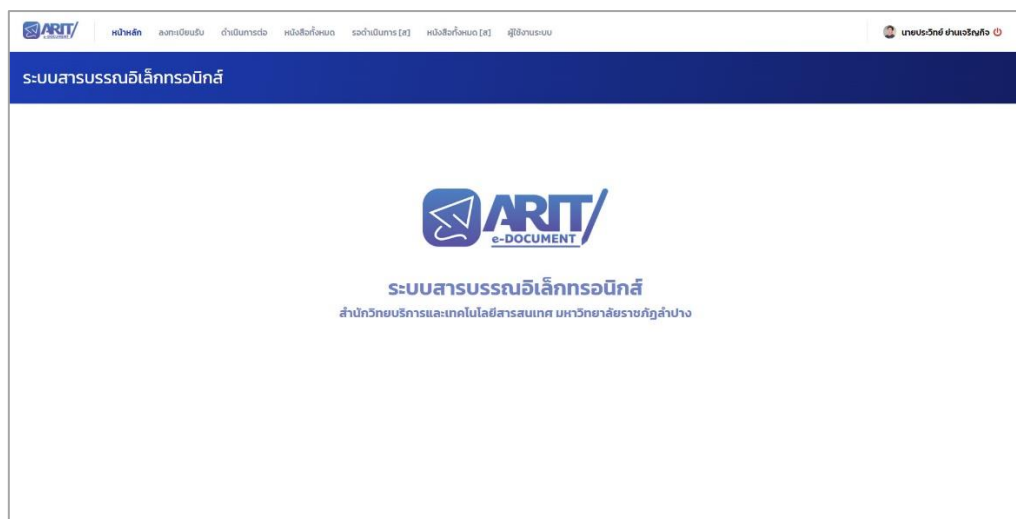 ARIT
หน้าหลัก ลงทะเบียนรับ ดำเนินการต่อ หนังสือทั้งหมด รอดำเนินการ [ส] หนังสือทั้งหมด [ส] ผู้ใช้งานระบบ นายประวิทย์ ย่านเจริญกิจ
ระบบสารบรรณอิเล็กทรอนิกส์
ARIT
e-DOCUMENT
ระบบสารบรรณอิเล็กทรอนิกส์
สำนักวิทยบริการและเทคโนโลยีสารสนเทศ มหาวิทยาลัยราชภัฏลำปาง